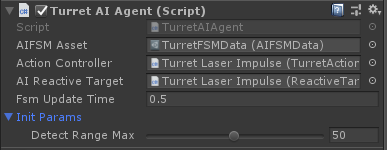 Turret AI Agent (Script)
Script TurretAIAgent
AIFSM Asset TurretFSMData (AIFSM)
Action Controller Turret Laser Impulse (TurretAction
AI Reactive Target Turret Laser Impulse (ReactiveTar
Fsm Update Time 0.5
Init Params
Detect Range Max 50